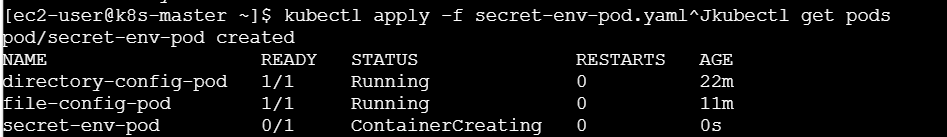 [ec2-user@k8s-master ~]$ kubectl apply -f secret-env-pod.yaml^Jkubectl get pods
pod/secret-env-pod created
NAME READY STATUS RESTARTS AGE
directory-config-pod 1/1 Running 0 22m
file-config-pod 1/1 Running 0 11m
secret-env-pod 0/1 ContainerCreating 0 0s